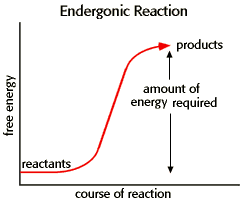 Endergonic Reaction
products
amount of
energy required
free energy
reactants
course of reaction